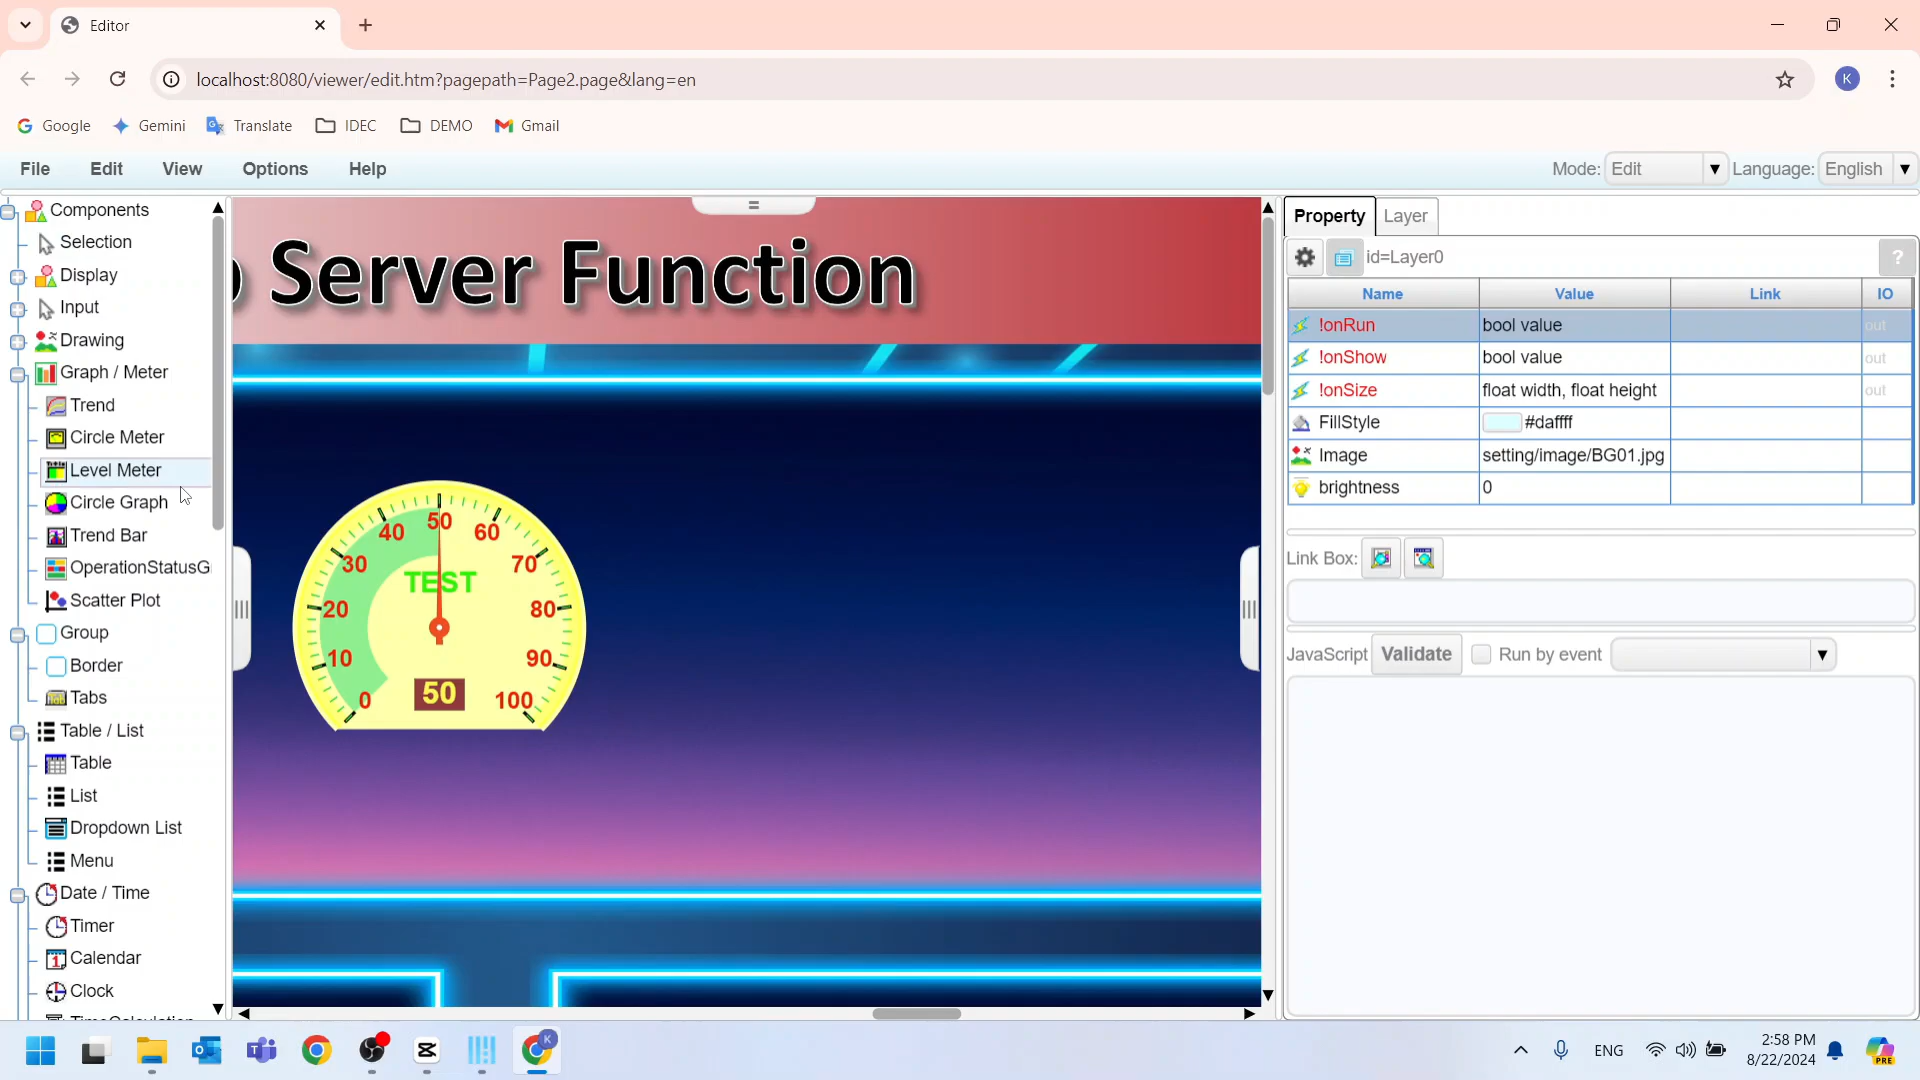 Editor
localhost:8080/viewer/edit.htm?pagepath=Page2.page&lang=en
K
Google
Gemini
Translate
IDEC
DEMO
Gmail
File
Edit
View
Options
Help
Mode: Edit
Language: English
Components
Selection
Display
Input
Drawing
Graph / Meter
Trend
Circle Meter
Level Meter
Circle Graph
Trend Bar
OperationStatusG
Scatter Plot
Group
Border
Tabs
Table / List
Table
List
Dropdown List
Menu
Date / Time
Timer
Calendar
Clock
Server Function
0
10
20
30
40
50
60
70
80
90
100
TEST
50
Property
Layer
id=Layer0
?
Name Value Link IO
!onRun bool value out
!onShow bool value out
!onSize float width, float height out
FillStyle #daffff
Image setting/image/BG01.jpg
brightness 0
Link Box:
JavaScript Validate Run by event
ENG
2:58 PM
8/22/2024
K
PRE